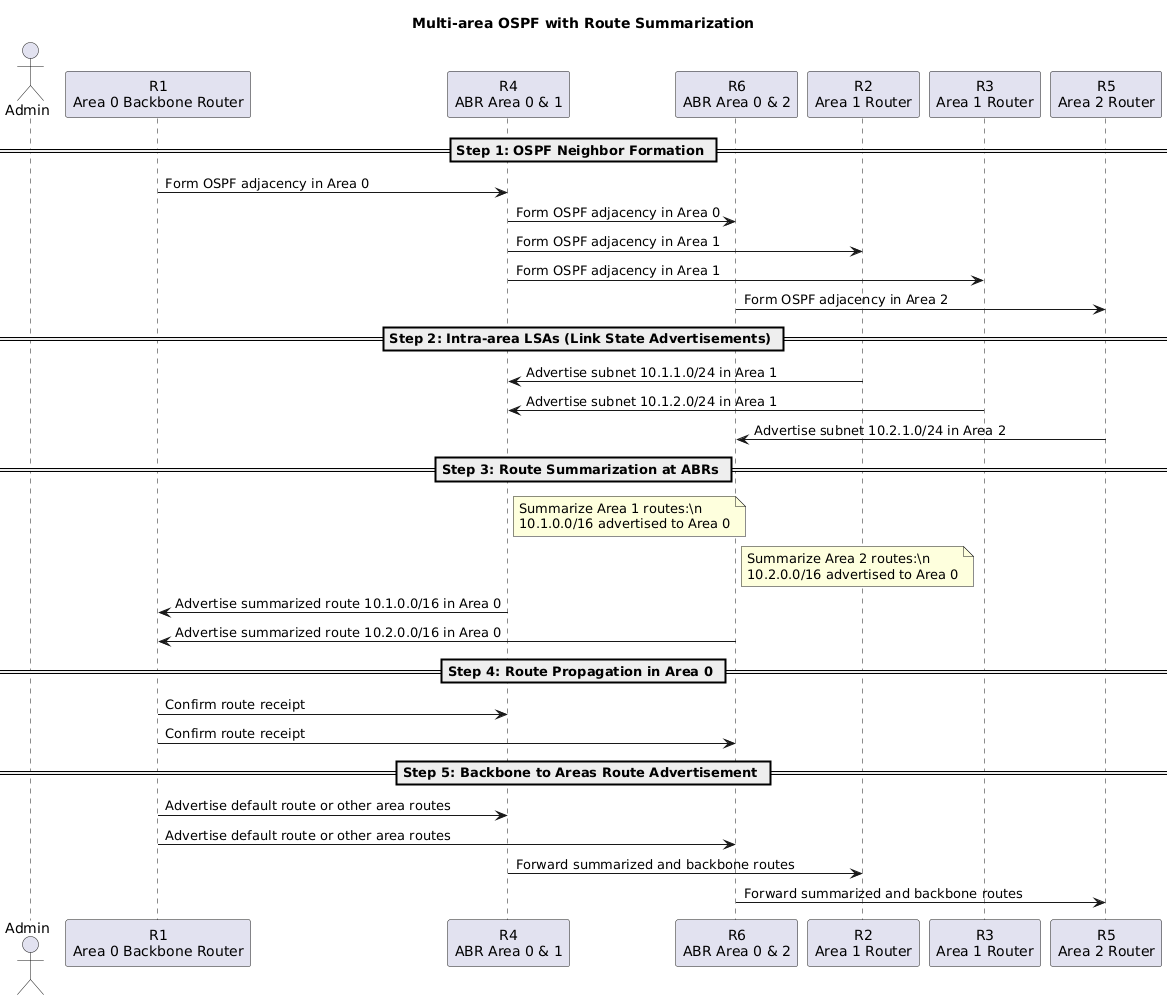 Multi-area OSPF with Route Summarization
Admin
R1
Area 0 Backbone Router
R4
ABR Area 0 & 1
R6
ABR Area 0 & 2
R2
Area 1 Router
R3
Area 1 Router
R5
Area 2 Router
Step 1: OSPF Neighbor Formation
Form OSPF adjacency in Area 0
Form OSPF adjacency in Area 0
Form OSPF adjacency in Area 1
Form OSPF adjacency in Area 1
Form OSPF adjacency in Area 2
Step 2: Intra-area LSAs (Link State Advertisements)
Advertise subnet 10.1.1.0/24 in Area 1
Advertise subnet 10.1.2.0/24 in Area 1
Advertise subnet 10.2.1.0/24 in Area 2
Step 3: Route Summarization at ABRs
Summarize Area 1 routes:\n
10.1.0.0/16 advertised to Area 0
Summarize Area 2 routes:\n
10.2.0.0/16 advertised to Area 0
Advertise summarized route 10.1.0.0/16 in Area 0
Advertise summarized route 10.2.0.0/16 in Area 0
Step 4: Route Propagation in Area 0
Confirm route receipt
Confirm route receipt
Step 5: Backbone to Areas Route Advertisement
Advertise default route or other area routes
Advertise default route or other area routes
Forward summarized and backbone routes
Forward summarized and backbone routes
Admin
R1
Area 0 Backbone Router
R4
ABR Area 0 & 1
R6
ABR Area 0 & 2
R2
Area 1 Router
R3
Area 1 Router
R5
Area 2 Router